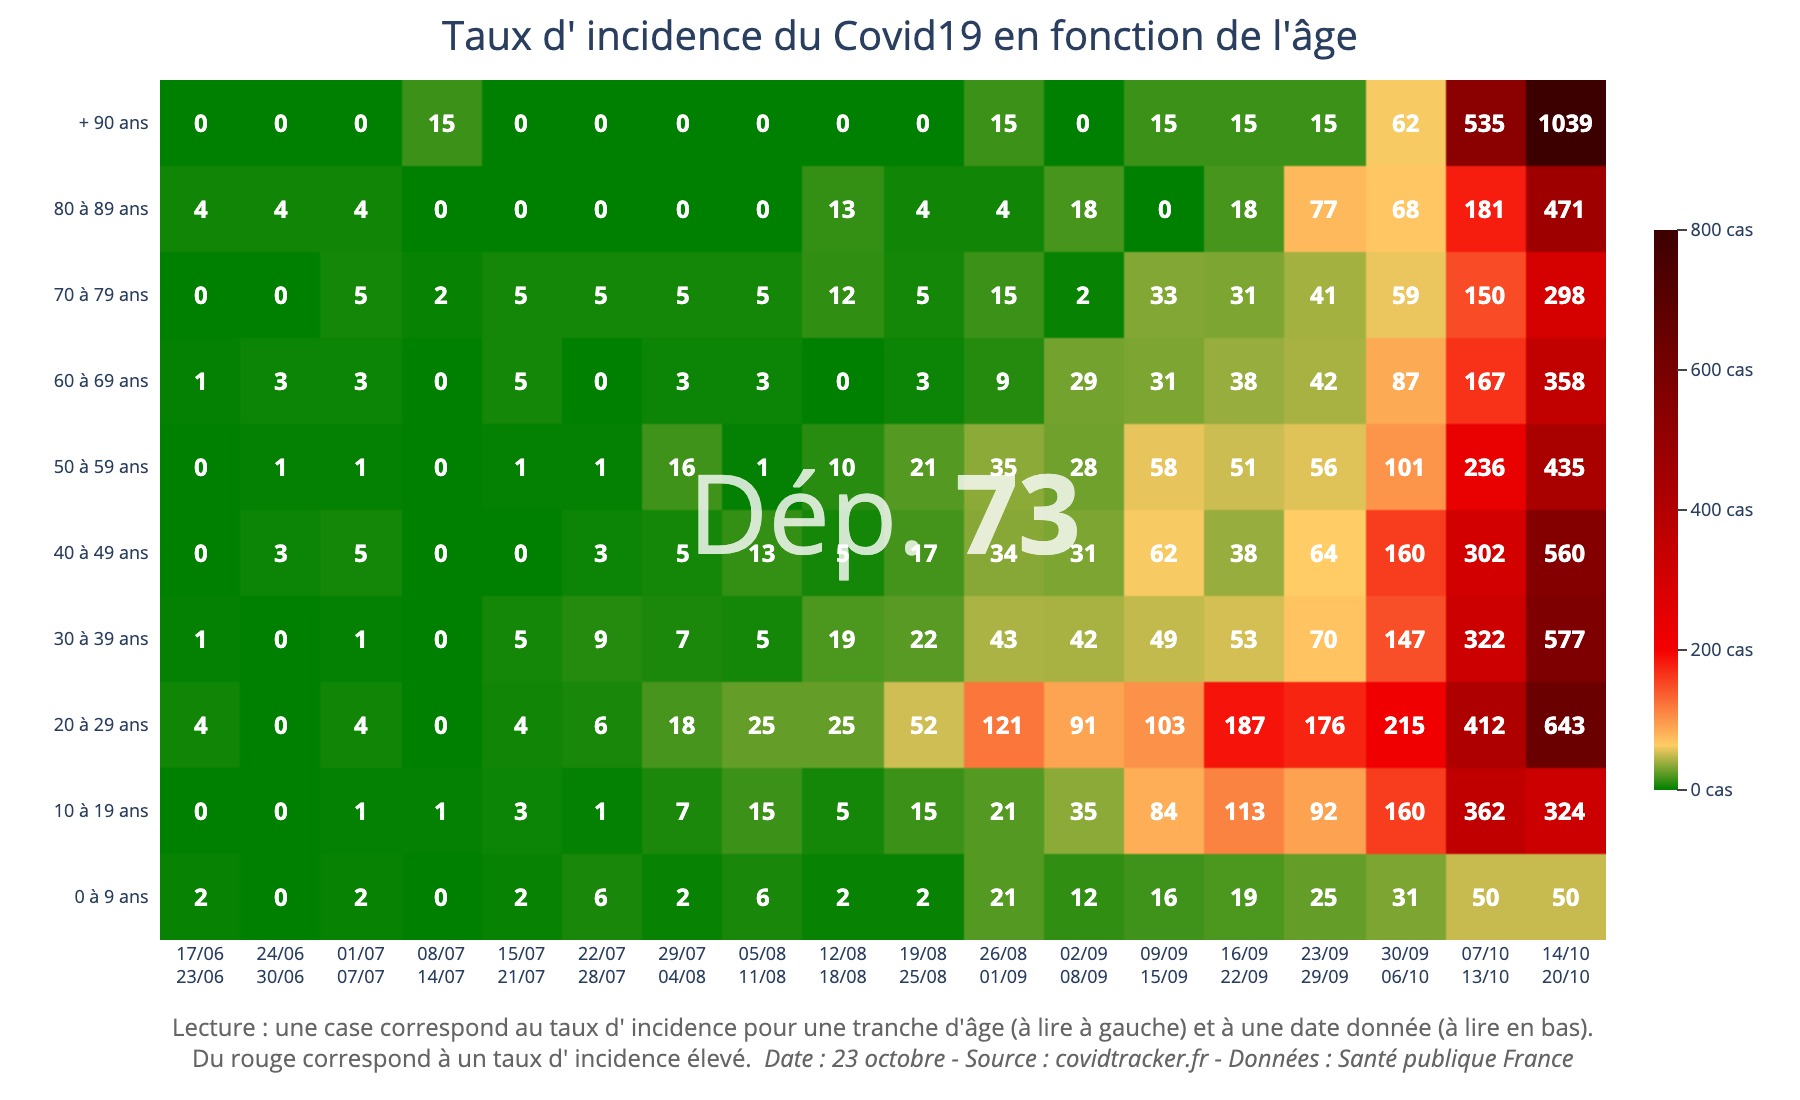 Taux d' incidence du Covid19 en fonction de l'âge
+ 90 ans 0 0 0 15 0 0 0 0 0 0 15 0 15 15 15 62 535 1039
80 à 89 ans 4 4 4 0 0 0 0 0 13 4 4 18 0 18 77 68 181 471
70 à 79 ans 0 0 5 2 5 5 5 5 12 5 15 2 33 31 41 59 150 298
60 à 69 ans 1 3 3 0 5 0 3 3 0 3 9 29 31 38 42 87 167 358
50 à 59 ans 0 1 1 0 1 1 16 1 10 21 35 28 58 51 56 101 236 435
Dép. 73
40 à 49 ans 0 3 5 0 0 3 5 13 5 17 34 31 62 38 64 160 302 560
30 à 39 ans 1 0 1 0 5 9 7 5 19 22 43 42 49 53 70 147 322 577
20 à 29 ans 4 0 4 0 4 6 18 25 25 52 121 91 103 187 176 215 412 643
10 à 19 ans 0 0 1 1 3 1 7 15 5 15 21 35 84 113 92 160 362 324
0 à 9 ans 2 0 2 0 2 6 2 6 2 2 21 12 16 19 25 31 50 50
17/06 24/06 01/07 08/07 15/07 22/07 29/07 05/08 12/08 19/08 26/08 02/09 09/09 16/09 23/09 30/09 07/10 14/10
23/06 30/06 07/07 14/07 21/07 28/07 04/08 11/08 18/08 25/08 01/09 08/09 15/09 22/09 29/09 06/10 13/10 20/10
800 cas
600 cas
400 cas
200 cas
0 cas
Lecture : une case correspond au taux d' incidence pour une tranche d'âge (à lire à gauche) et à une date donnée (à lire en bas).
Du rouge correspond à un taux d' incidence élevé. Date : 23 octobre - Source : covidtracker.fr - Données : Santé publique France